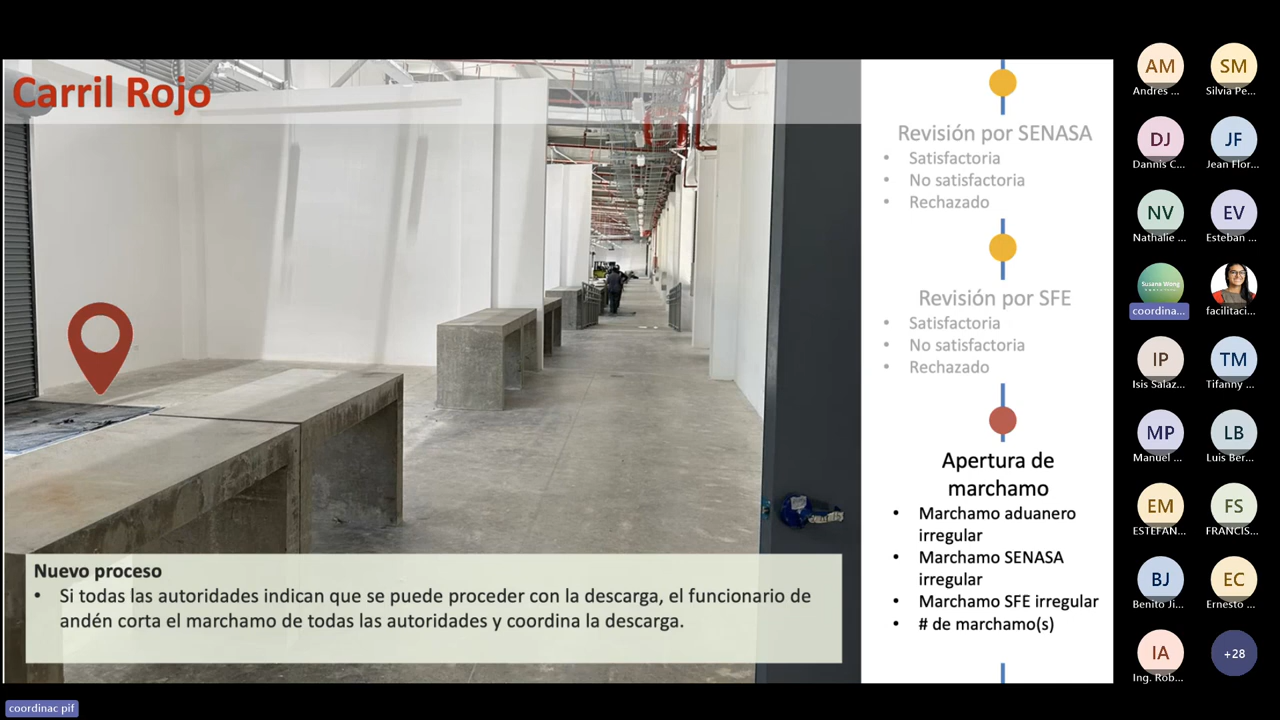 Carril Rojo
Nuevo proceso
• Si todas las autoridades indican que se puede proceder con la descarga, el funcionario de
andén corta el marchamo de todas las autoridades y coordina la descarga.
Revisión por SENASA
• Satisfactoria
• No satisfactoria
• Rechazado
Revisión por SFE
• Satisfactoria
• No satisfactoria
• Rechazado
Apertura de
marchamo
• Marchamo aduanero
irregular
• Marchamo SENASA
irregular
• Marchamo SFE irregular
• # de marchamo(s)
AM
Andres ...
SM
Silvia Pe...
DJ
Dannis C...
JF
Jean Flor...
NV
Nathalie ...
EV
Esteban ...
Susana Wong
coordina...
facilitaci...
IP
Isis Salaz...
TM
Tifanny ...
MP
Manuel ...
LB
Luis Ber...
EM
ESTEFAN...
FS
FRANCIS...
BJ
Benito Ji...
EC
Ernesto ...
IA
Ing. Rob...
+28
coordinac pif